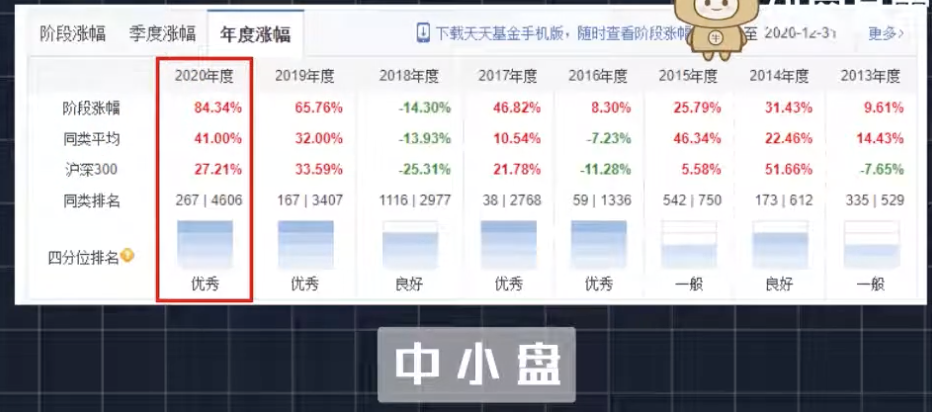 阶段涨幅 季度涨幅 年度涨幅 下载天天基金手机版，随时查看阶段涨幅 至 2020-12-31 更多>
2020年度 2019年度 2018年度 2017年度 2016年度 2015年度 2014年度 2013年度
阶段涨幅 84.34% 65.76% -14.30% 46.82% 8.30% 25.79% 31.43% 9.61%
同类平均 41.00% 32.00% -13.93% 10.54% -7.23% 46.34% 22.46% 14.43%
沪深300 27.21% 33.59% -25.31% 21.78% -11.28% 5.58% 51.66% -7.65%
同类排名 267 | 4606 167 | 3407 1116 | 2977 38 | 2768 59 | 1336 542 | 750 173 | 612 335 | 529
四分位排名
优秀 优秀 良好 优秀 优秀 一般 良好 一般
中小盘